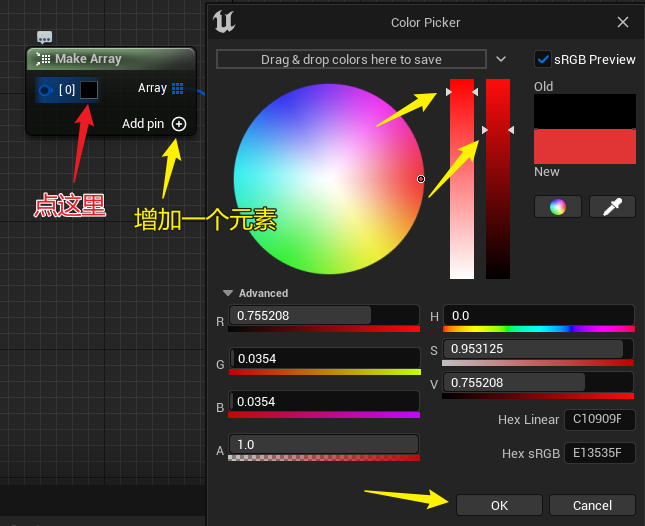 Make Array
[ 0]
Array
Add pin
点这里
增加一个元素
Color Picker
Drag & drop colors here to save
sRGB Preview
Old
New
Advanced
R
0.755208
G
0.0354
B
0.0354
A
1.0
H
0.0
S
0.953125
V
0.755208
Hex Linear
C10909F
Hex sRGB
E13535F
OK
Cancel